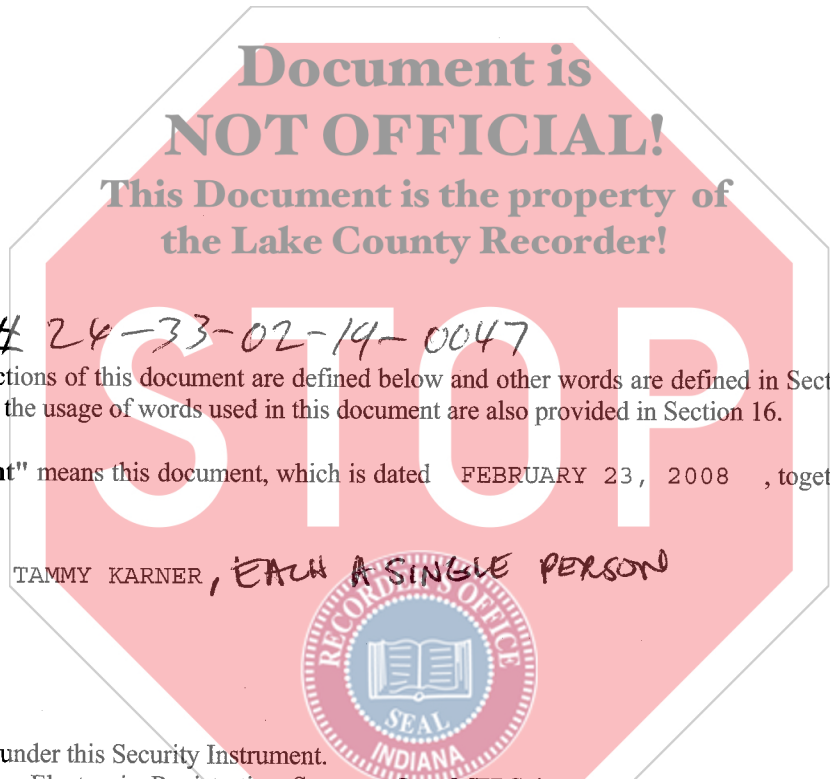 Document is
NOT OFFICIAL!
This Document is the property of
the Lake County Recorder!
STOP
# 24-33-02-19-0047
ctions of this document are defined below and other words are defined in Sect
the usage of words used in this document are also provided in Section 16.
nt" means this document, which is dated FEBRUARY 23, 2008 , toget
TAMMY KARNER, EACH A SINGLE PERSON
RECORDER'S OFFICE
SEAL
INDIANA
under this Security Instrument.